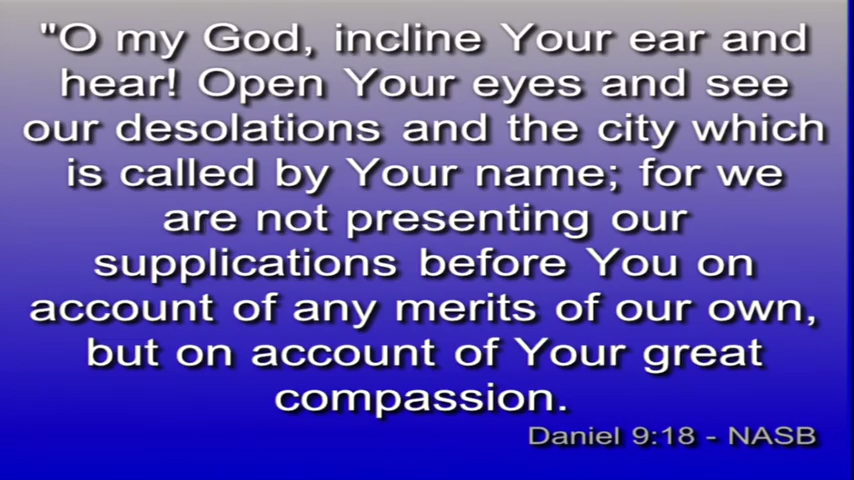 "O my God, incline Your ear and
hear! Open Your eyes and see
our desolations and the city which
is called by Your name; for we
are not presenting our
supplications before You on
account of any merits of our own,
but on account of Your great
compassion.
Daniel 9:18 - NASB